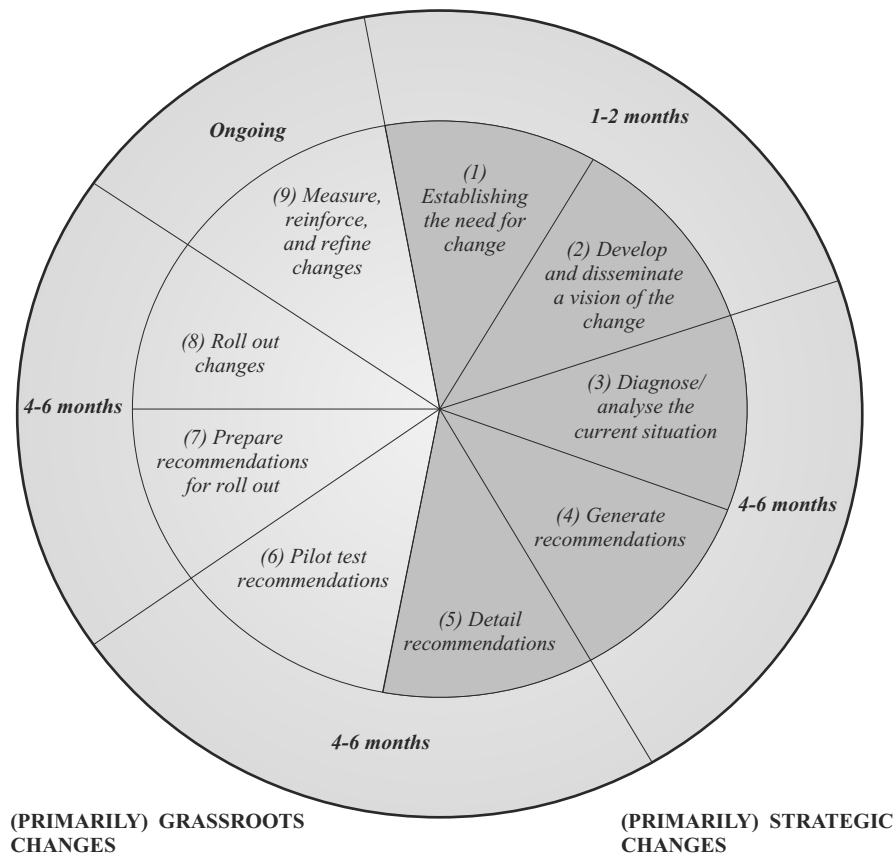 1-2 months
(1)
Establishing
the need for
change
(2) Develop
and disseminate
a vision of the
change
(3) Diagnose/
analyse the
current situation
(4) Generate
recommendations
4-6 months
(5) Detail
recommendations
(6) Pilot test
recommendations
4-6 months
(7) Prepare
recommendations
for roll out
(8) Roll out
changes
4-6 months
(9) Measure,
reinforce,
and refine
changes
Ongoing
(PRIMARILY) GRASSROOTS
CHANGES
(PRIMARILY) STRATEGIC
CHANGES